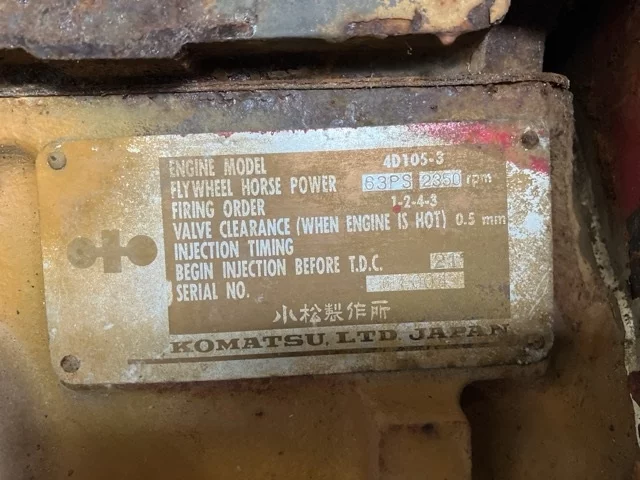 ENGINE MODEL 4D105-3
FLYWHEEL HORSE POWER 63PS 2350 rpm
FIRING ORDER 1-2-4-3
VALVE CLEARANCE (WHEN ENGINE IS HOT) 0.5 mm
INJECTION TIMING
BEGIN INJECTION BEFORE T.D.C.
SERIAL NO.
小松製作所
KOMATSU, LTD. JAPAN